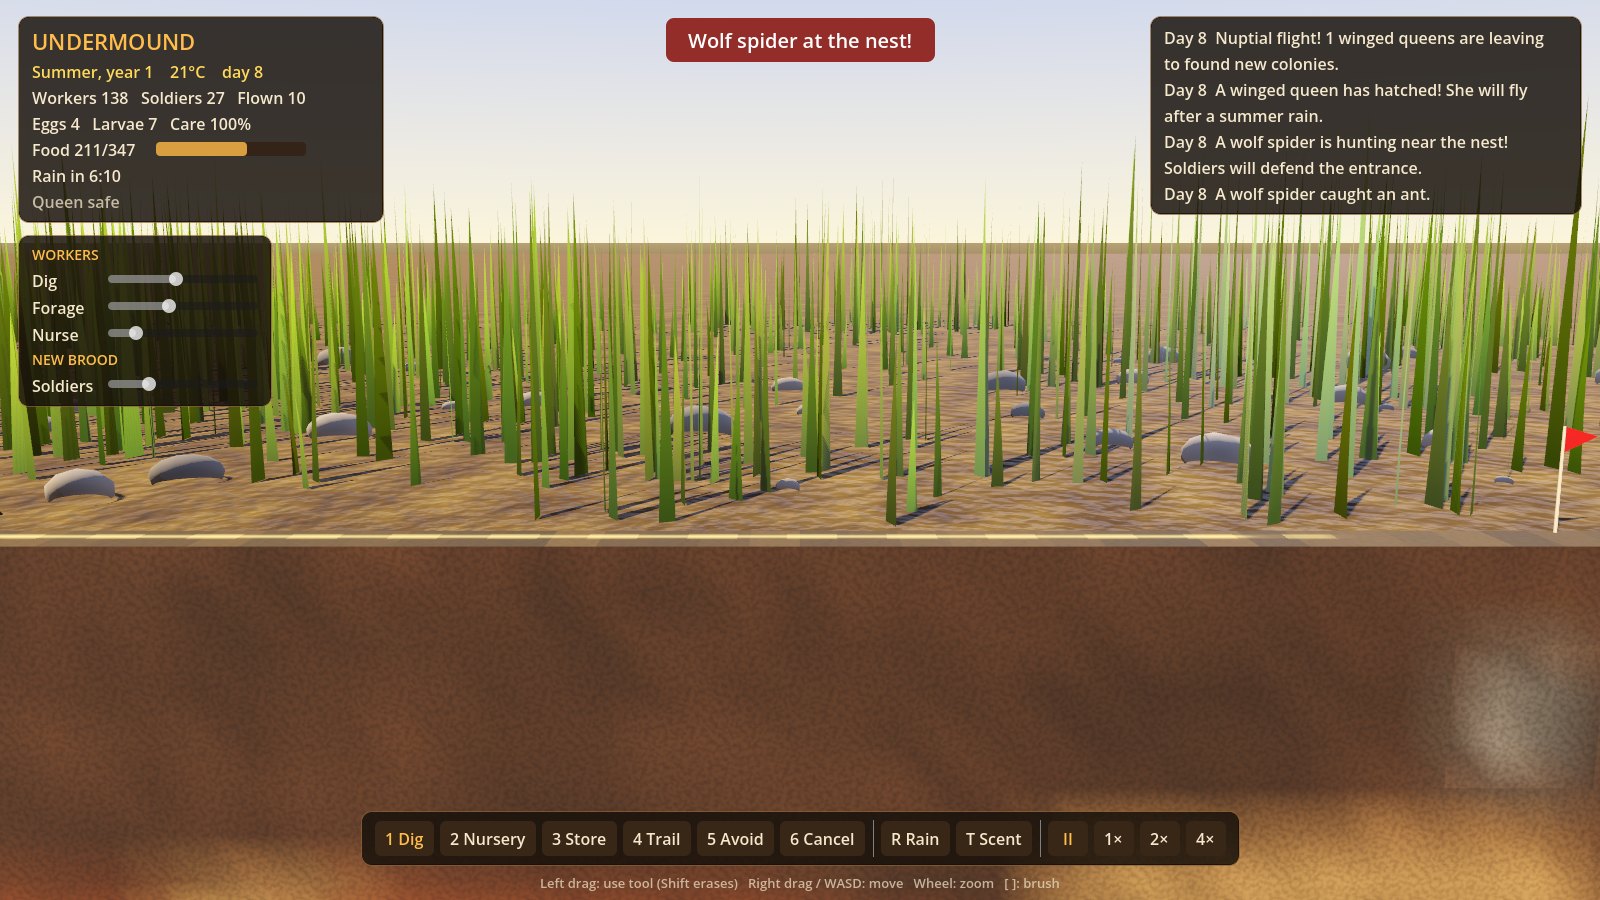 UNDERMOUND
Summer, year 1 21°C day 8
Workers 138 Soldiers 27 Flown 10
Eggs 4 Larvae 7 Care 100%
Food 211/347
Rain in 6:10
Queen safe
WORKERS
Dig
Forage
Nurse
NEW BROOD
Soldiers
Wolf spider at the nest!
Day 8 Nuptial flight! 1 winged queens are leaving
to found new colonies.
Day 8 A winged queen has hatched! She will fly
after a summer rain.
Day 8 A wolf spider is hunting near the nest!
Soldiers will defend the entrance.
Day 8 A wolf spider caught an ant.
1 Dig 2 Nursery 3 Store 4 Trail 5 Avoid 6 Cancel R Rain T Scent II 1× 2× 4×
Left drag: use tool (Shift erases) Right drag / WASD: move Wheel: zoom [ ]: brush